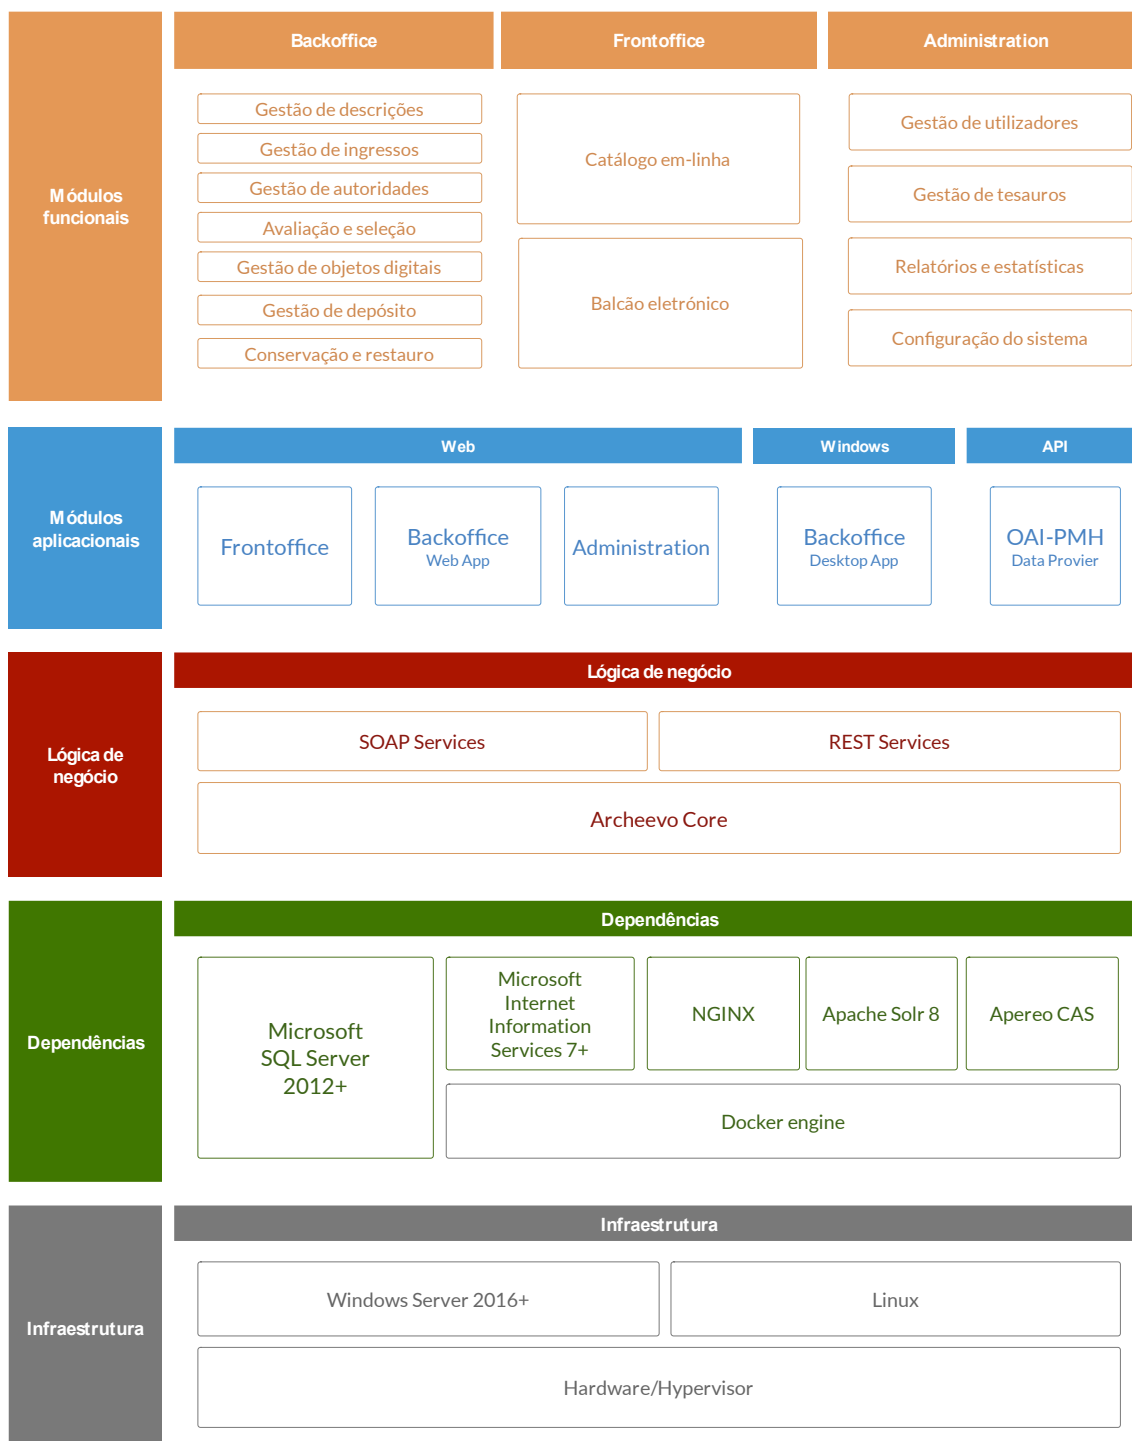 Módulos
funcionais
Backoffice
Frontoffice
Administration
Gestão de descrições
Gestão de ingressos
Gestão de autoridades
Avaliação e seleção
Gestão de objetos digitais
Gestão de depósito
Conservação e restauro
Catálogo em-linha
Balcão eletrónico
Gestão de utilizadores
Gestão de tesauros
Relatórios e estatísticas
Configuração do sistema
Módulos
aplicacionais
Web
Windows
API
Frontoffice
Backoffice
Web App
Administration
Backoffice
Desktop App
OAI-PMH
Data Provier
Lógica de
negócio
Lógica de negócio
SOAP Services
REST Services
Archeevo Core
Dependências
Dependências
Microsoft
SQL Server
2012+
Microsoft
Internet
Information
Services 7+
NGINX
Apache Solr 8
Apereo CAS
Docker engine
Infraestrutura
Infraestrutura
Windows Server 2016+
Linux
Hardware/Hypervisor